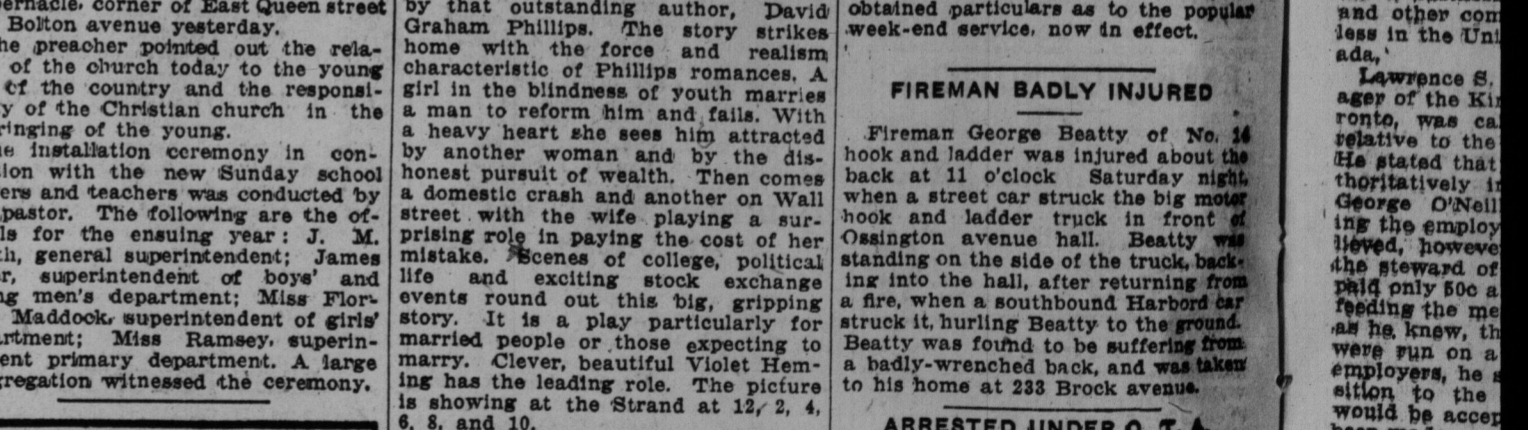 ernacle, corner of East Queen street
Bolton avenue yesterday.
he preacher pointed out the rela-
of the church today to the young
of the country and the responsi-
y of the Christian church in the
ringing of the young.
e installation ceremony in con-
ion with the new Sunday school
ers and teachers was conducted by
pastor. The following are the of-
ls for the ensuing year: J. M.
h, general superintendent; James
r, superintendent of boys' and
g men's department; Miss Flor-
Maddock, superintendent of girls'
rtment; Miss Ramsey, superin-
ent primary department. A large
regation witnessed the ceremony.
by that outstanding author, David
Graham Phillips. The story strikes
home with the force and realism
characteristic of Phillips romances. A
girl in the blindness of youth marries
a man to reform him and fails. With
a heavy heart she sees him attracted
by another woman and by the dis-
honest pursuit of wealth. Then comes
a domestic crash and another on Wall
street with the wife playing a sur-
prising role in paying the cost of her
mistake. Scenes of college, political
life and exciting stock exchange
events round out this big, gripping
story. It is a play particularly for
married people or those expecting to
marry. Clever, beautiful Violet Hem-
ing has the leading role. The picture
is showing at the Strand at 12, 2, 4,
6, 8, and 10.
obtained particulars as to the popular
week-end service, now in effect.
FIREMAN BADLY INJURED
Fireman George Beatty of No. 14
hook and ladder was injured about the
back at 11 o'clock Saturday night,
when a street car struck the big motor
hook and ladder truck in front of
Ossington avenue hall. Beatty was
standing on the side of the truck, back-
ing into the hall, after returning from
a fire, when a southbound Harbord car
struck it, hurling Beatty to the ground.
Beatty was found to be suffering from
a badly-wrenched back, and was taken
to his home at 233 Brock avenue.
ARRESTED UNDER O. T. A.
and other com
less in the Uni
ada,'
Lawrence S.
ager of the Ki
ronto, was ca
relative to the
He stated that
thoritatively i
George O'Neill
ing the employ
lieved, howeve
the steward of
paid only 50c a
feeding the me
as he knew, th
were run on a
employers, he s
sition to the
would be accep